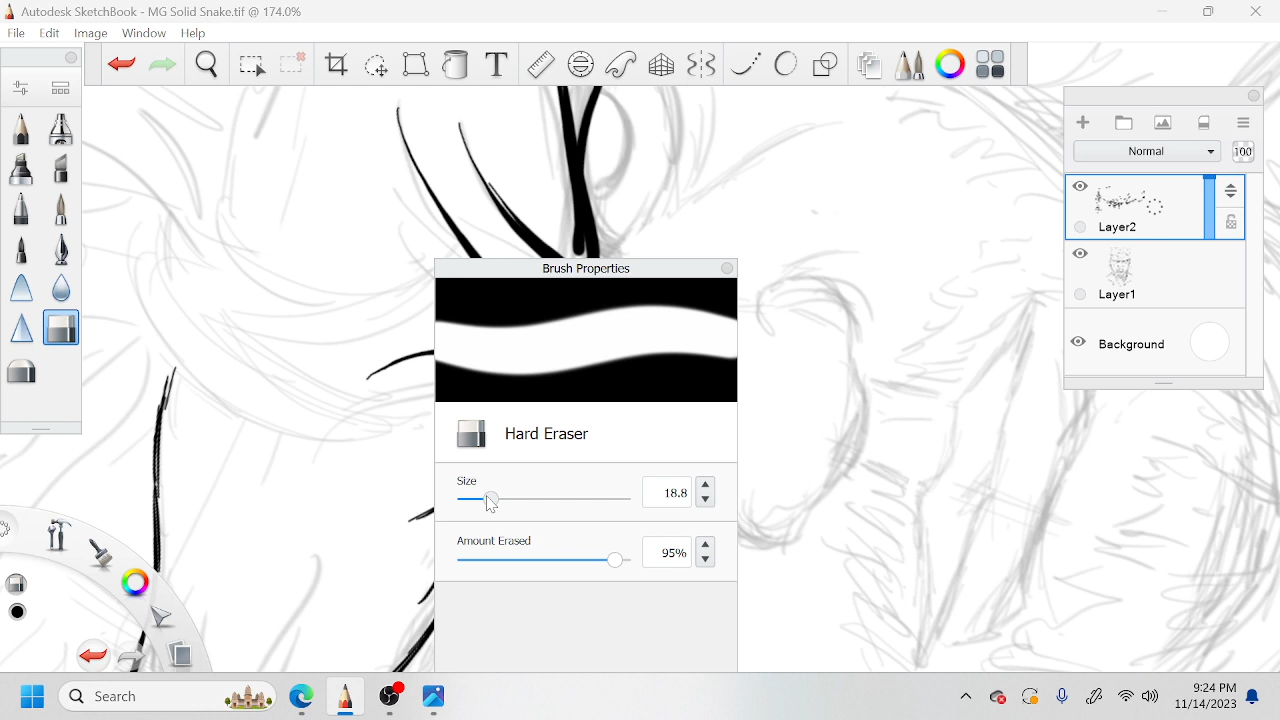 Autodesk SketchBook - MG Solid Snake.tif @ 174.0%
File Edit Image Window Help
T
Normal
100
Layer2
Layer1
Background
Brush Properties
Hard Eraser
Size
18.8
Amount Erased
95%
Search
9:24 PM
11/14/2023